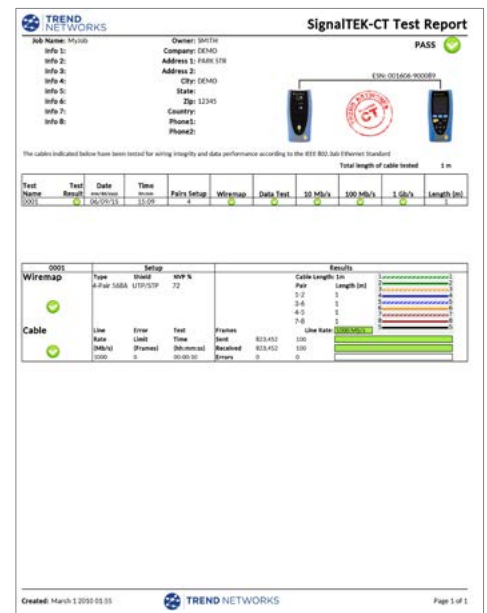 TREND NETWORKS
SignalTEK-CT Test Report
Job Name: MyJob
Info 1:
Info 2:
Info 3:
Info 4:
Info 5:
Info 6:
Info 7:
Info 8:
Owner: SMITH
Company: DEMO
Address 1: PARK STR
Address 2:
City: DEMO
State:
Zip: 12345
Country:
Phone1:
Phone2:
PASS
ESN: 001606-900089
CT
The cables indicated below have been tested for wiring integrity and data performance according to the IEEE 802.3ab Ethernet Standard
Total length of cable tested 1 m
Test Name Test Result Date Time Pairs Setup Wiremap Data Test 10 Mb/s 100 Mb/s 1 Gb/s Length (m)
0001 06/09/15 15:09 4 1
0001 Setup Results
Wiremap Type Shield NVP % Cable Length: 1m
4-Pair 568A UTP/STP 72 Pair Length (m)
1-2 1
3-6 1
4-5 1
7-8 1
Cable Line Rate (Mb/s) Error Limit (Frames) Test Time (hh:mm:ss) Frames Line Rate: 1000 Mb/s
Sent 823,452 100
Received 823,452 100
1000 0 00:00:10 Errors 0 0
Created: March 1 2010 01:55
TREND NETWORKS
Page 1 of 1